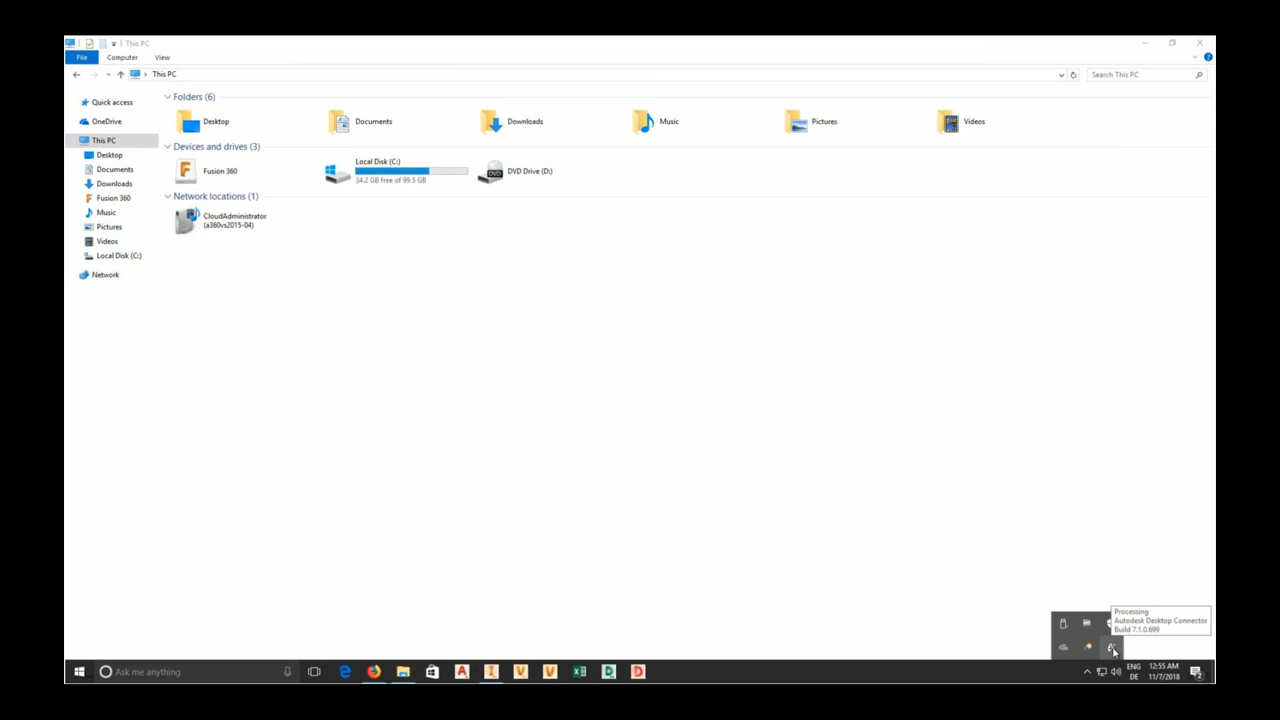 This PC
File
Computer
View
This PC
Search This PC
Quick access
OneDrive
This PC
Desktop
Documents
Downloads
Fusion 360
Music
Pictures
Videos
Local Disk (C:)
Network
Folders (6)
Desktop
Documents
Downloads
Music
Pictures
Videos
Devices and drives (3)
Fusion 360
Local Disk (C:)
34.2 GB free of 99.5 GB
DVD Drive (D:)
Network locations (1)
CloudAdministrator
(a360vs2015-04)
Processing
Autodesk Desktop Connector
Build 7.1.0.699
Ask me anything
ENG
DE
12:55 AM
11/7/2018